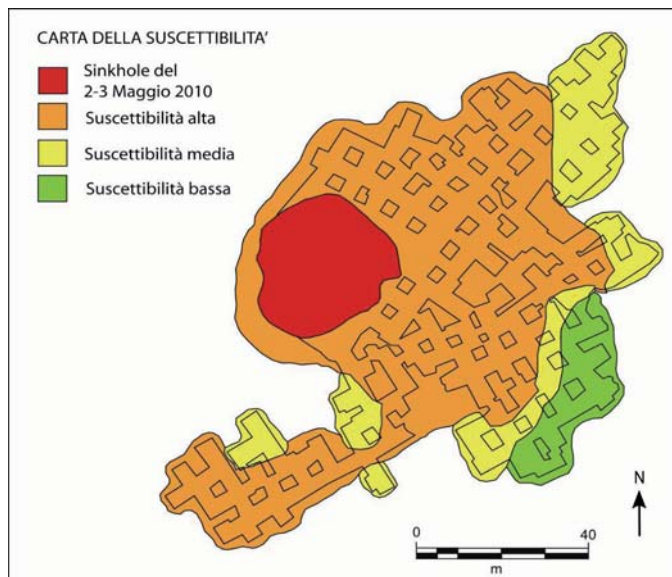 CARTA DELLA SUSCETTIBILITA'
Sinkhole del
2-3 Maggio 2010
Suscettibilità alta
Suscettibilità media
Suscettibilità bassa
N
0
40
m